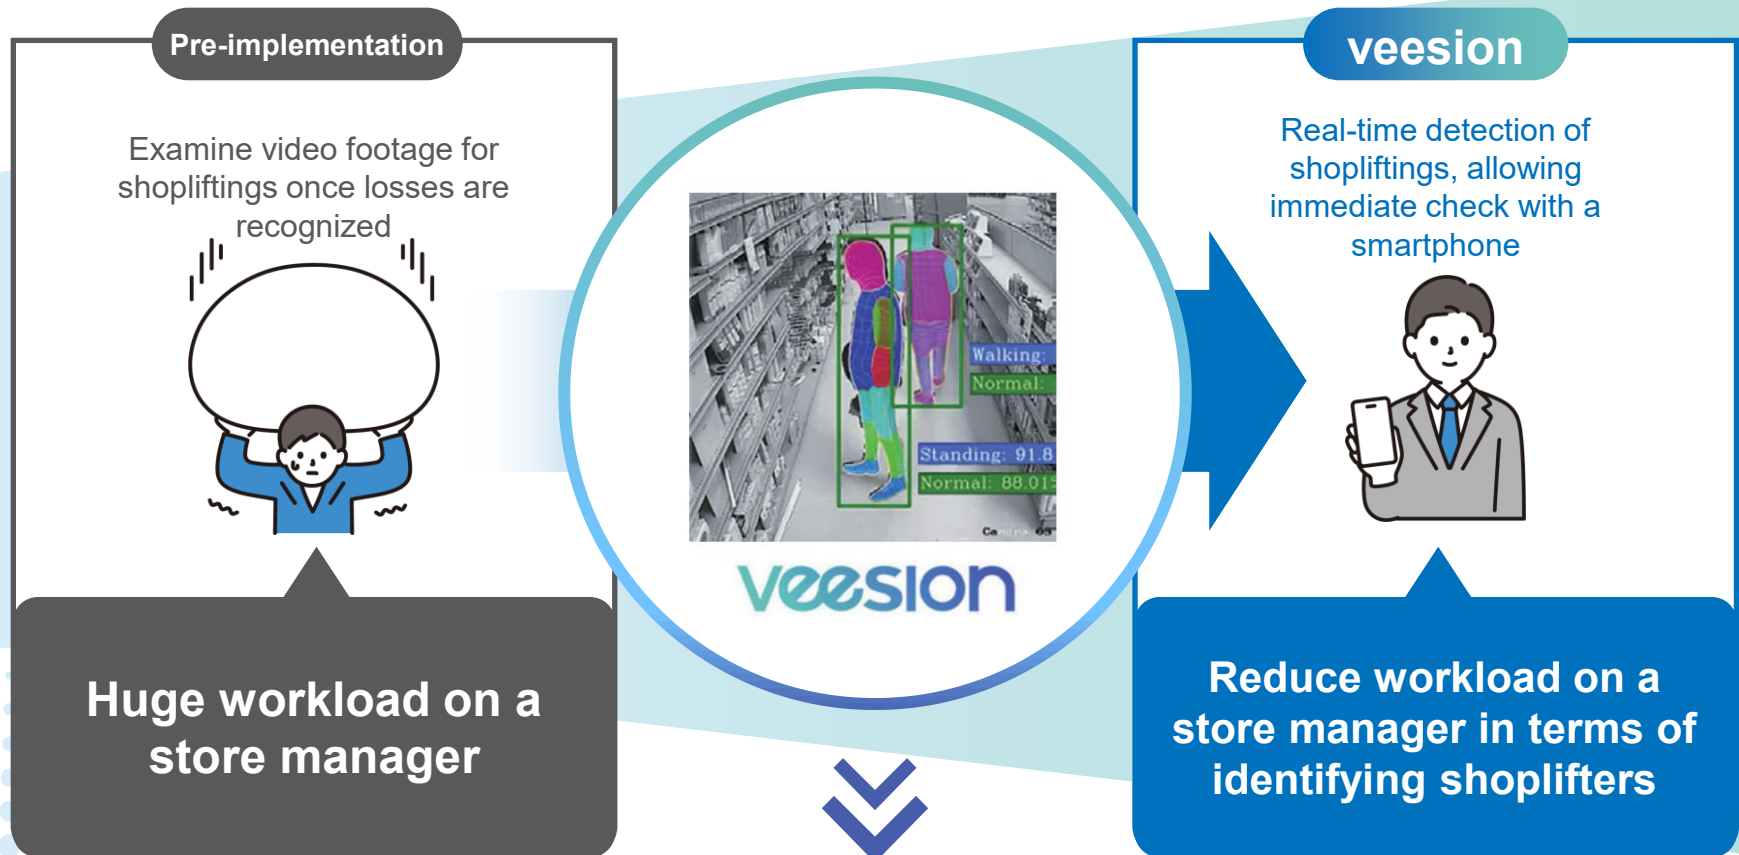 Pre-implementation
Examine video footage for
shopliftings once losses are
recognized
Huge workload on a
store manager
Walking:
Normal:
Standing: 91.8
Normal: 88.01%
Camera 03
veesion
veesion
Real-time detection of
shopliftings, allowing
immediate check with a
smartphone
Reduce workload on a
store manager in terms of
identifying shoplifters